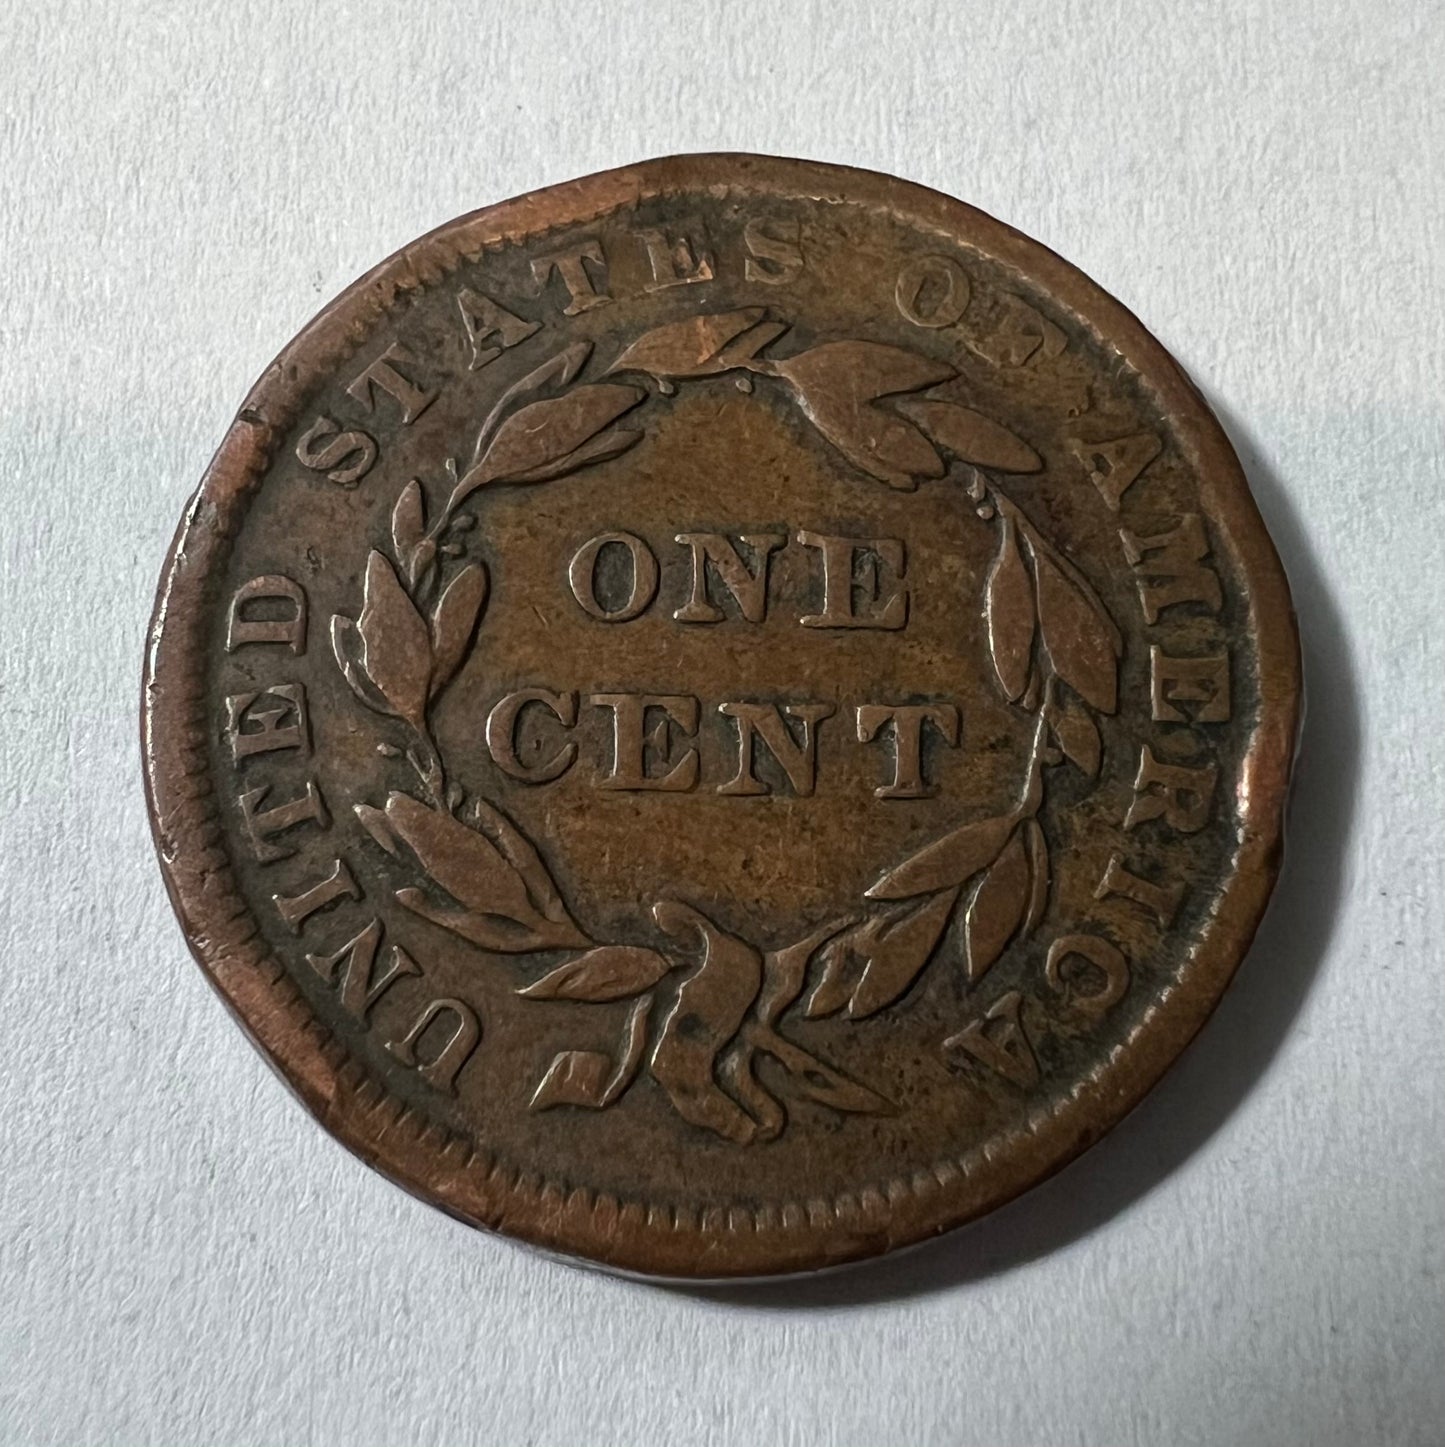 UNITED STATES OF AMERICA
ONE
CENT